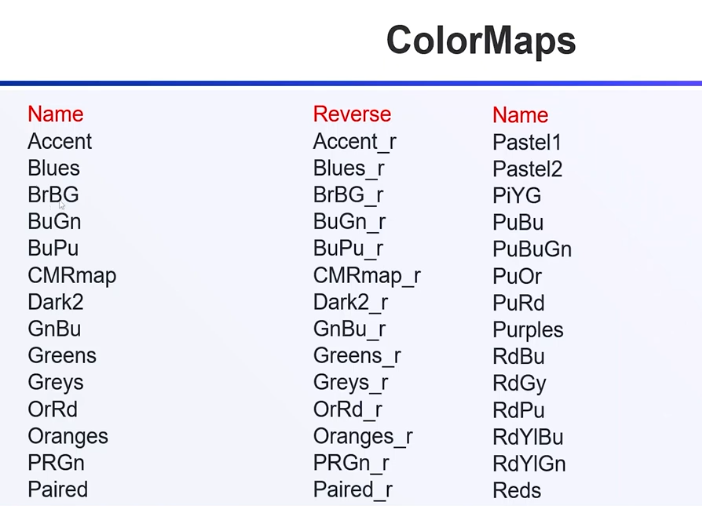 ColorMaps
Name Reverse Name
Accent Accent_r Pastel1
Blues Blues_r Pastel2
BrBG BrBG_r PiYG
BuGn BuGn_r PuBu
BuPu BuPu_r PuBuGn
CMRmap CMRmap_r PuOr
Dark2 Dark2_r PuRd
GnBu GnBu_r Purples
Greens Greens_r RdBu
Greys Greys_r RdGy
OrRd OrRd_r RdPu
Oranges Oranges_r RdYlBu
PRGn PRGn_r RdYlGn
Paired Paired_r Reds